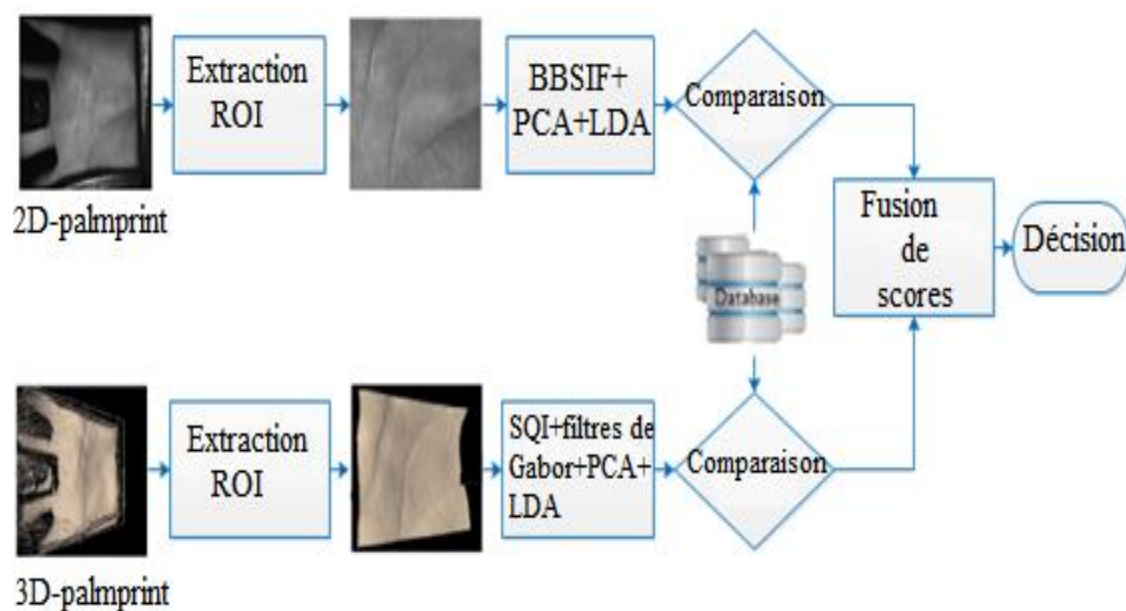 Extraction
ROI
BBSIF+
PCA+LDA
Comparaison
2D-palmprint
Database
Fusion
de
scores
Décision
Extraction
ROI
SQI+filtres de
Gabor+PCA+
LDA
Comparaison
3D-palmprint